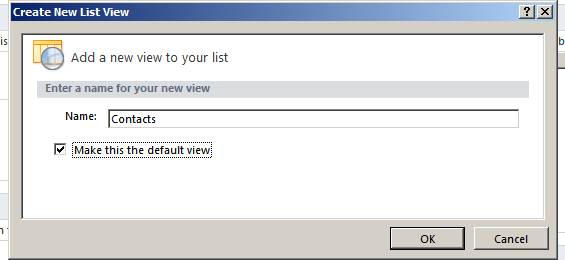 Create New List View
Add a new view to your list
Enter a name for your new view
Name: Contacts
Make this the default view
OK Cancel